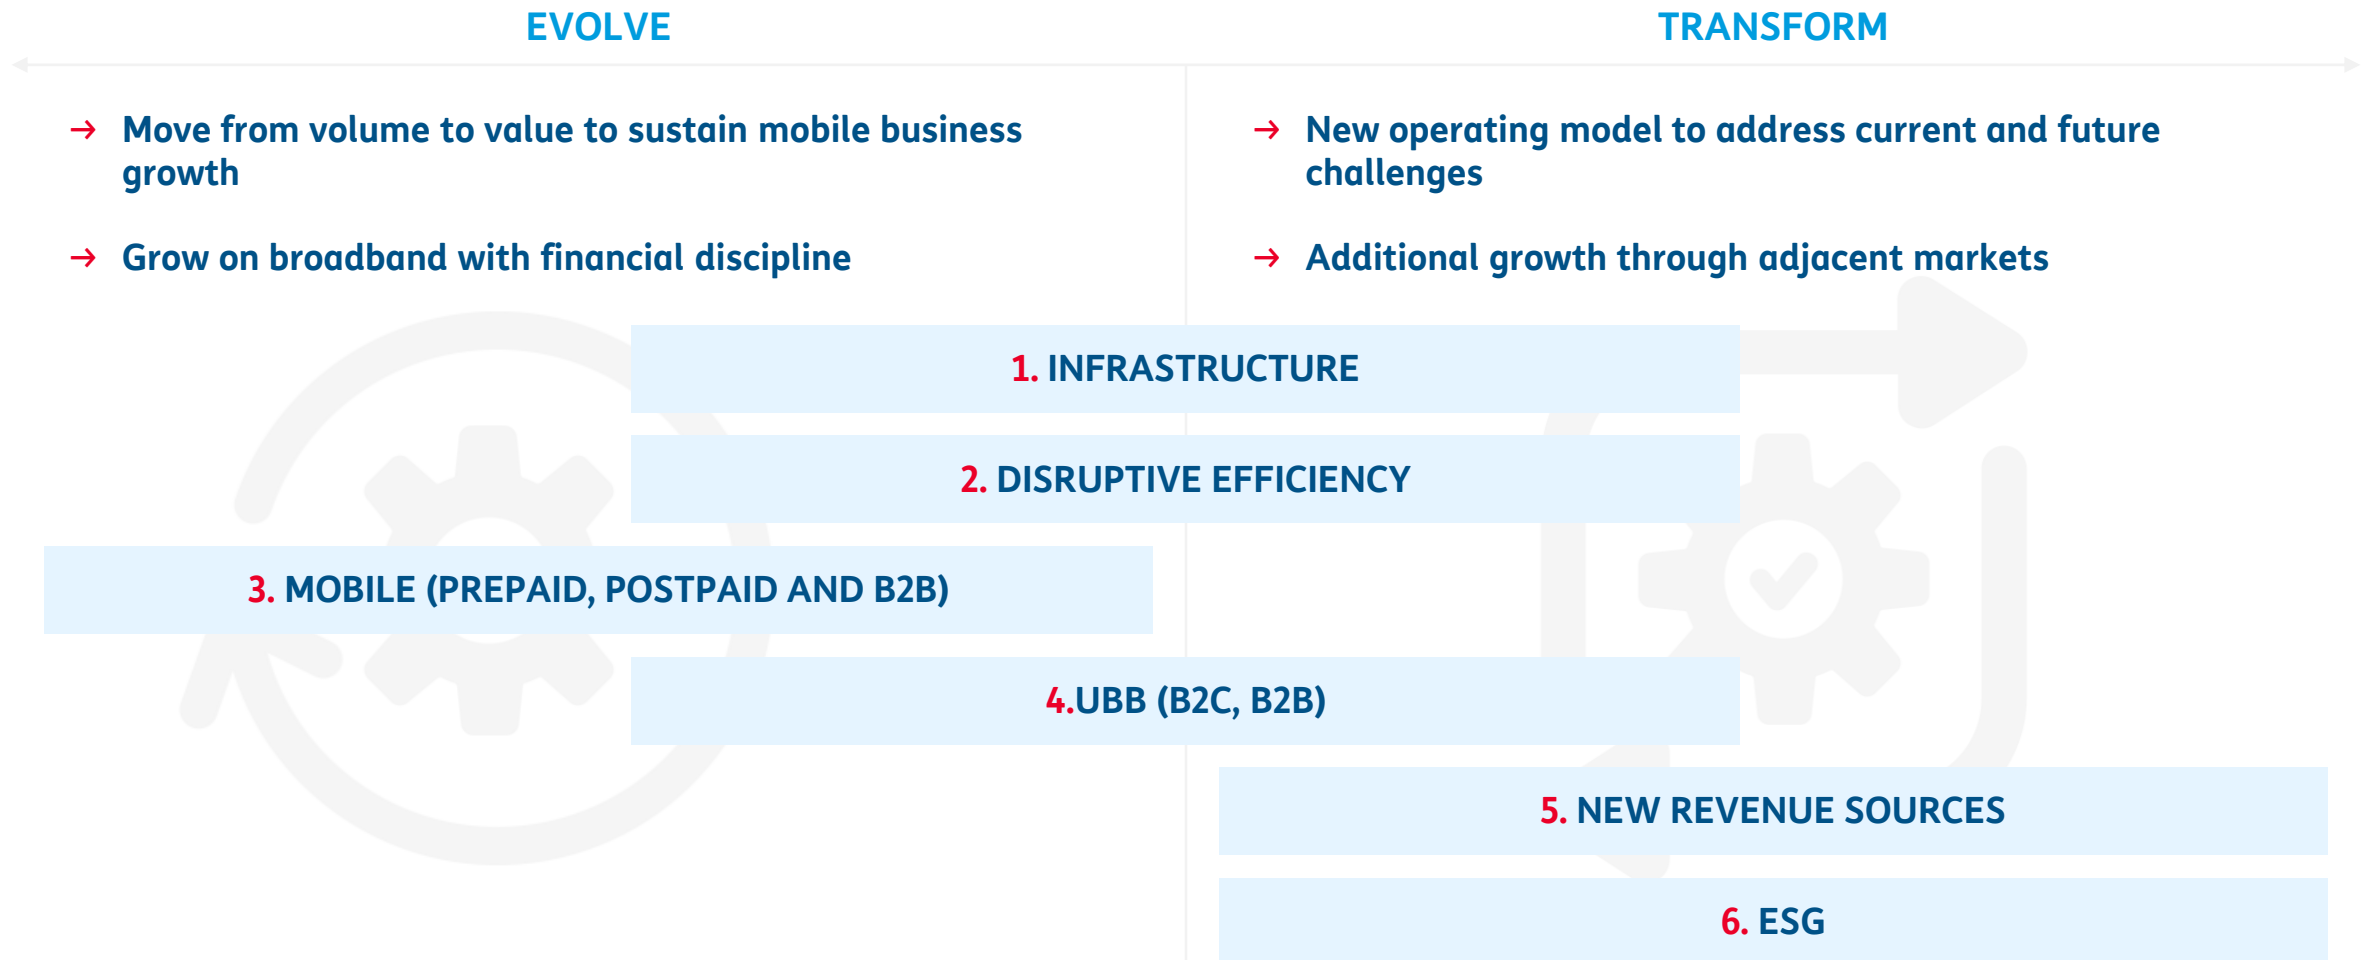 EVOLVE
→ Move from volume to value to sustain mobile business
growth
→ Grow on broadband with financial discipline
TRANSFORM
→ New operating model to address current and future
challenges
→ Additional growth through adjacent markets
1. INFRASTRUCTURE
2. DISRUPTIVE EFFICIENCY
3. MOBILE (PREPAID, POSTPAID AND B2B)
4.UBB (B2C, B2B)
5. NEW REVENUE SOURCES
6. ESG